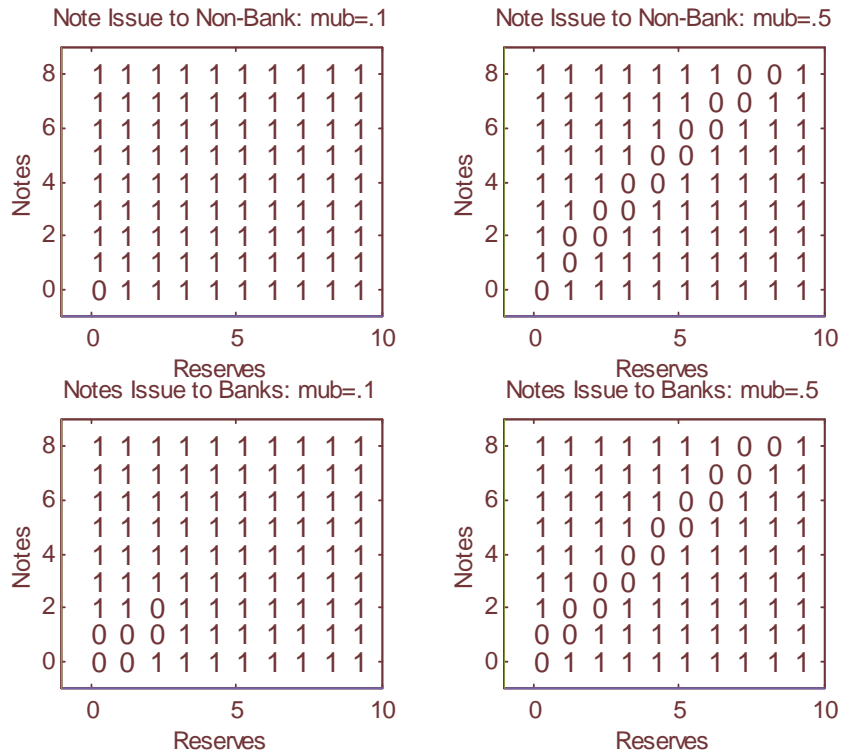 Note Issue to Non-Bank: mub=.1
Notes
8 1 1 1 1 1 1 1 1 1 1
1 1 1 1 1 1 1 1 1 1
6 1 1 1 1 1 1 1 1 1 1
1 1 1 1 1 1 1 1 1 1
4 1 1 1 1 1 1 1 1 1 1
1 1 1 1 1 1 1 1 1 1
2 1 1 1 1 1 1 1 1 1 1
1 1 1 1 1 1 1 1 1 1
0 0 1 1 1 1 1 1 1 1 1
0 5 10
Reserves
Note Issue to Non-Bank: mub=.5
Notes
8 1 1 1 1 1 1 1 0 0 1
1 1 1 1 1 1 0 0 1 1
6 1 1 1 1 1 0 0 1 1 1
1 1 1 1 0 0 1 1 1 1
4 1 1 1 0 0 1 1 1 1 1
1 1 0 0 1 1 1 1 1 1
2 1 0 0 1 1 1 1 1 1 1
1 0 1 1 1 1 1 1 1 1
0 0 1 1 1 1 1 1 1 1 1
0 5 10
Reserves
Notes Issue to Banks: mub=.1
Notes
8 1 1 1 1 1 1 1 1 1 1
1 1 1 1 1 1 1 1 1 1
6 1 1 1 1 1 1 1 1 1 1
1 1 1 1 1 1 1 1 1 1
4 1 1 1 1 1 1 1 1 1 1
1 1 1 1 1 1 1 1 1 1
2 1 1 0 1 1 1 1 1 1 1
0 0 0 1 1 1 1 1 1 1
0 0 0 1 1 1 1 1 1 1 1
0 5 10
Reserves
Notes Issue to Banks: mub=.5
Notes
8 1 1 1 1 1 1 1 0 0 1
1 1 1 1 1 1 0 0 1 1
6 1 1 1 1 1 0 0 1 1 1
1 1 1 1 0 0 1 1 1 1
4 1 1 1 0 0 1 1 1 1 1
1 1 0 0 1 1 1 1 1 1
2 1 0 0 1 1 1 1 1 1 1
0 0 1 1 1 1 1 1 1 1
0 0 1 1 1 1 1 1 1 1 1
0 5 10
Reserves